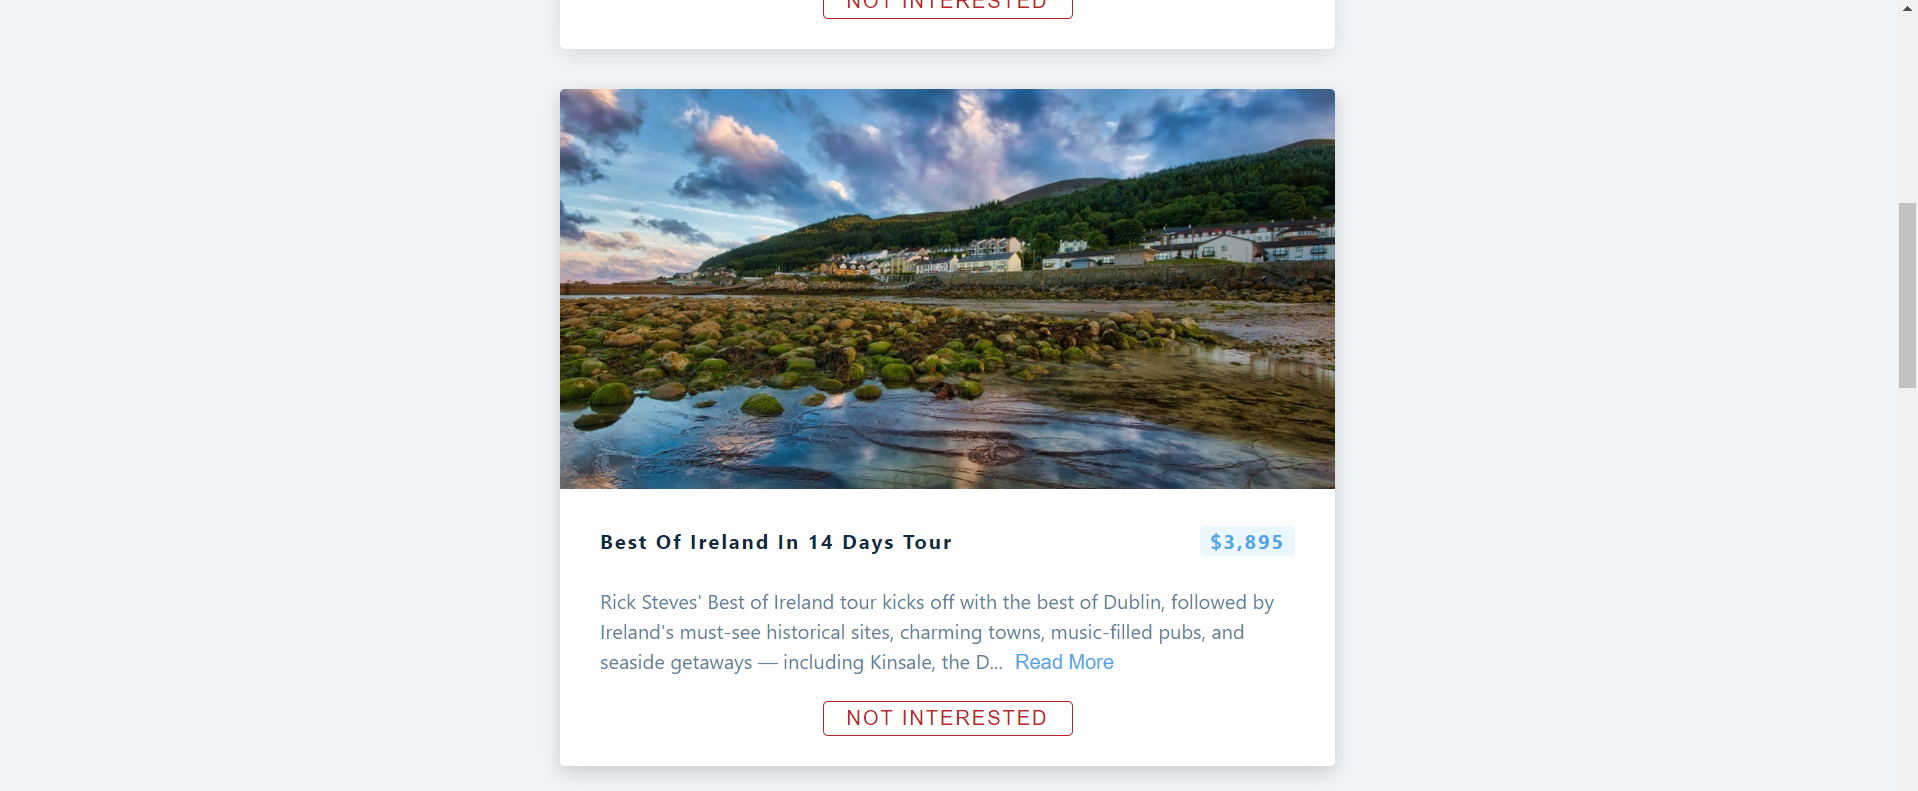 NOT INTERESTED
Best Of Ireland In 14 Days Tour
$3,895
Rick Steves' Best of Ireland tour kicks off with the best of Dublin, followed by
Ireland's must-see historical sites, charming towns, music-filled pubs, and
seaside getaways — including Kinsale, the D... Read More
NOT INTERESTED